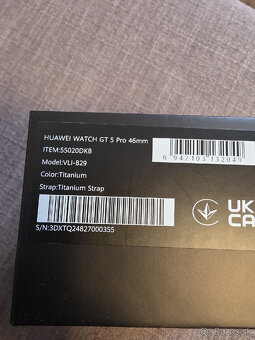 HUAWEI WATCH GT 5 Pro 46mm
ITEM:55020DKB
Model:VLI-B29
Color:Titanium
Strap:Titanium Strap
6 942103 132049
S/N:3DXTQ24827000355
UK
CA